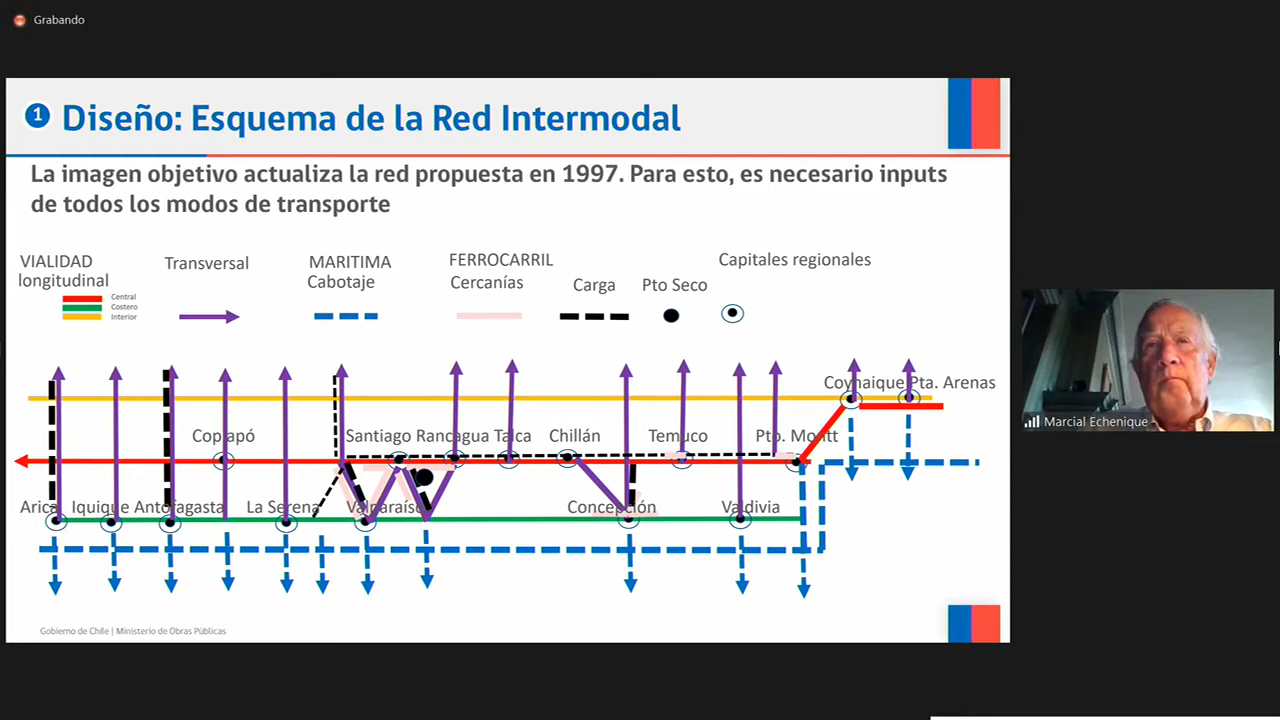 Grabando
1 Diseño: Esquema de la Red Intermodal
La imagen objetivo actualiza la red propuesta en 1997. Para esto, es necesario inputs
de todos los modos de transporte
VIALIDAD
longitudinal
Central
Costero
Interior
Transversal
MARITIMA
Cabotaje
FERROCARRIL
Cercanías
Carga
Pto Seco
Capitales regionales
Coyhaique Pta. Arenas
Copiapó
Santiago Rancagua Talca Chillán Temuco Pto. Montt
Arica Iquique Antofagasta La Serena Valparaíso Concepción Valdivia
Marcial Echenique
Gobierno de Chile | Ministerio de Obras Públicas